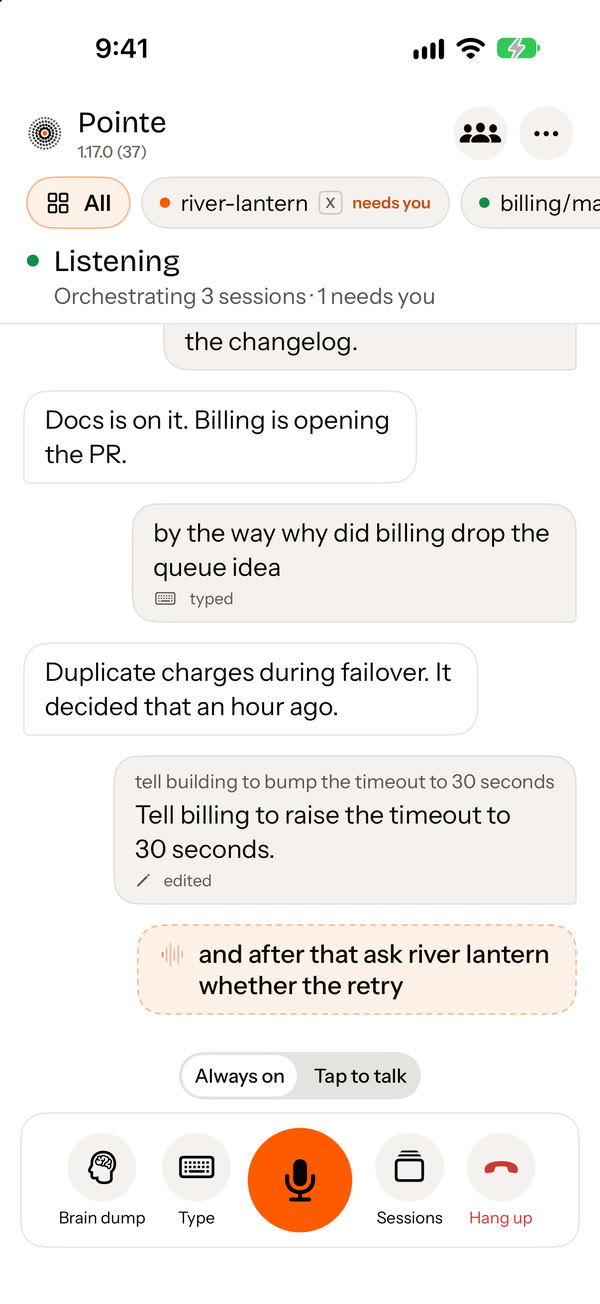 9:41
Pointe
1.17.0 (37)
All
river-lantern X needs you
billing/ma
Listening
Orchestrating 3 sessions · 1 needs you
the changelog.
Docs is on it. Billing is opening
the PR.
by the way why did billing drop the
queue idea
typed
Duplicate charges during failover. It
decided that an hour ago.
tell building to bump the timeout to 30 seconds
Tell billing to raise the timeout to
30 seconds.
edited
and after that ask river lantern
whether the retry
Always on
Tap to talk
Brain dump
Type
Sessions
Hang up